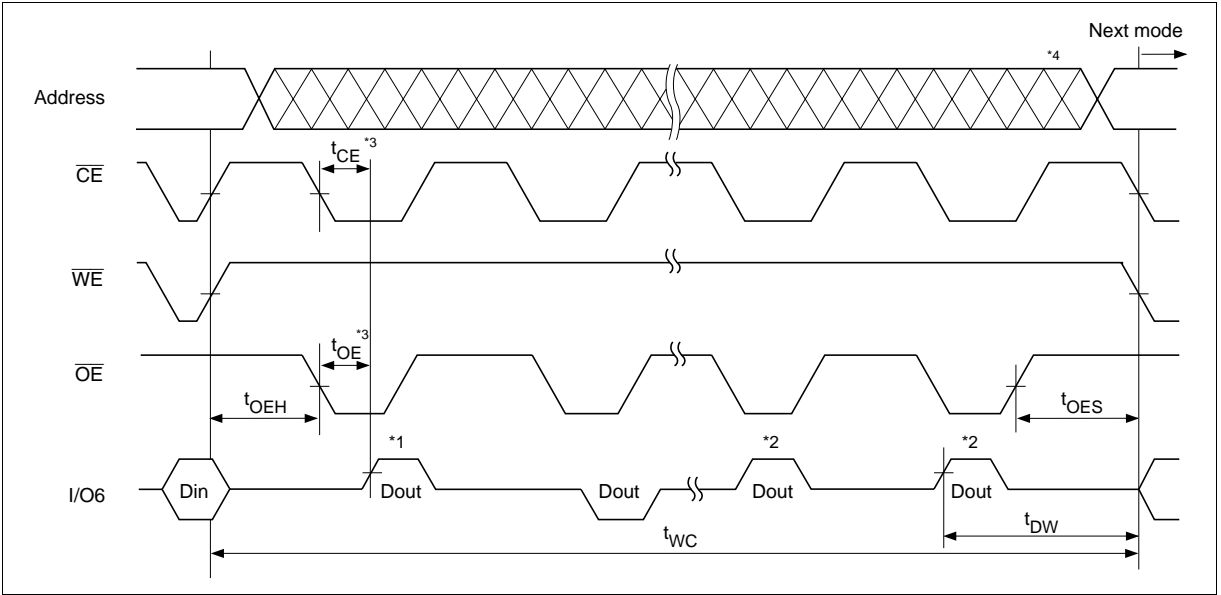 Next mode
*4
Address
tCE *3
CE
WE
tOE *3
OE
tOEH
tOES
*1
*2
*2
I/O6
Din
Dout
Dout
Dout
Dout
tDW
tWC